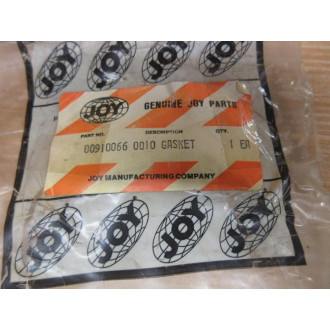 JOY JOY JOY
JOY GENUINE JOY PARTS
PART NO. DESCRIPTION QTY.
00910066 0010 GASKET 1 EA
JOY MANUFACTURING COMPANY
JOY JOY JOY JOY